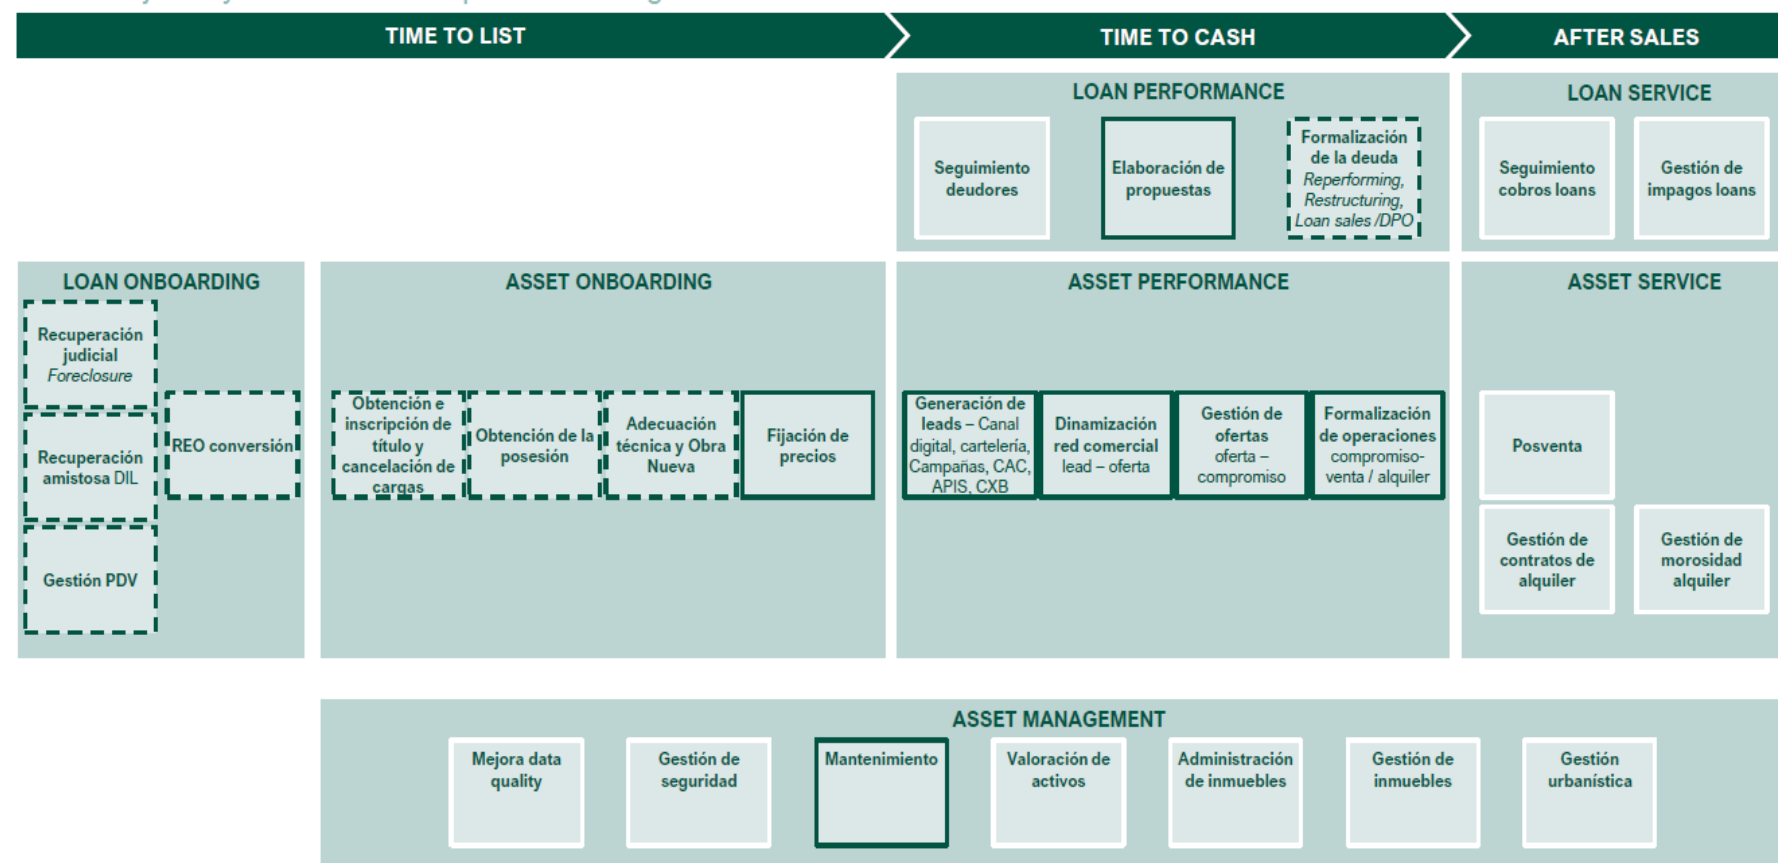 TIME TO LIST
TIME TO CASH
AFTER SALES
LOAN PERFORMANCE
Seguimiento
deudores
Elaboración de
propuestas
Formalización
de la deuda
Reperforming,
Restructuring,
Loan sales /DPO
LOAN SERVICE
Seguimiento
cobros loans
Gestión de
impagos loans
LOAN ONBOARDING
Recuperación
judicial
Foreclosure
Recuperación
amistosa DIL
Gestión PDV
REO conversión
ASSET ONBOARDING
Obtención e
inscripción de
título y
cancelación de
cargas
Obtención de la
posesión
Adecuación
técnica y Obra
Nueva
Fijación de
precios
ASSET PERFORMANCE
Generación de
leads – Canal
digital, cartelería,
Campañas, CAC,
APIS, CXB
Dinamización
red comercial
lead – oferta
Gestión de
ofertas
oferta –
compromiso
Formalización
de operaciones
compromiso-
venta / alquiler
ASSET SERVICE
Posventa
Gestión de
contratos de
alquiler
Gestión de
morosidad
alquiler
ASSET MANAGEMENT
Mejora data
quality
Gestión de
seguridad
Mantenimiento
Valoración de
activos
Administración
de inmuebles
Gestión de
inmuebles
Gestión
urbanística